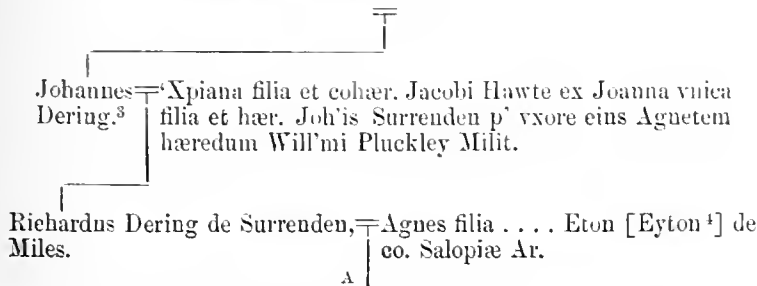 Johannes ‘Xpiana filia et cohær. Jacobi Hawte ex Joanna vnica
Dering.³ filia et hær. Joh'is Surrenden p' vxore eius Agnetem
hæredum Will'mi Pluckley Milit.
Richardus Dering de Surrenden, Agnes filia .... Eton [Eyton⁴] de
Miles. co. Salopiæ Ar.
A